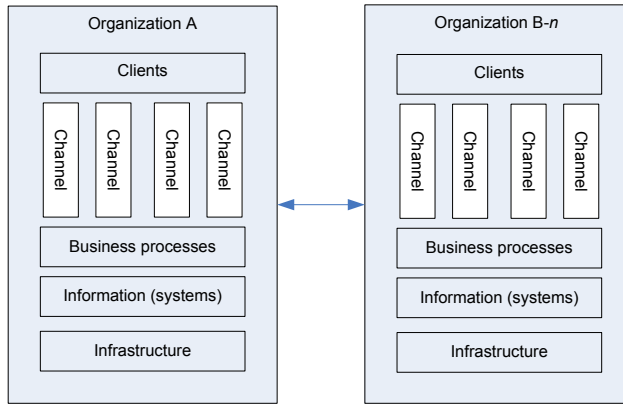 Organization A
Clients
Channel
Channel
Channel
Channel
Business processes
Information (systems)
Infrastructure
Organization B-n
Clients
Channel
Channel
Channel
Channel
Business processes
Information (systems)
Infrastructure